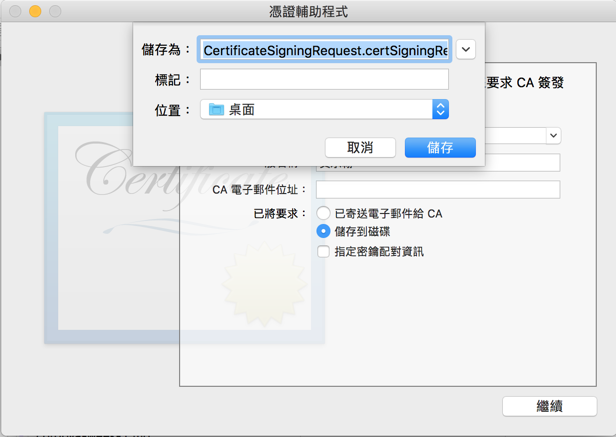 憑證輔助程式
儲存為：
CertificateSigningRequest.certSigningRe
標記：
位置：
桌面
取消
儲存
要求 CA 簽發
Certificate
CA 電子郵件位址：
已將要求：
已寄送電子郵件給 CA
儲存到磁碟
指定密鑰配對資訊
繼續